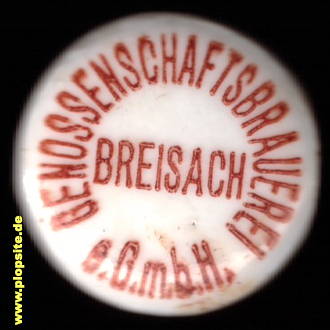 GENOSSENSCHAFTSBRAUEREI
BREISACH
e.G.m.b.H.
www.plopsite.de